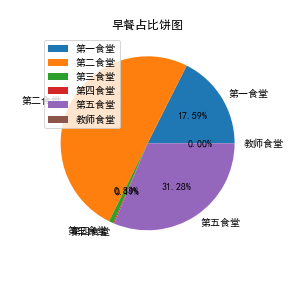 早餐占比饼图
第一食堂
第二食堂
第三食堂
第四食堂
第五食堂
教师食堂
第一食堂
17.59%
教师食堂
0.00%
31.28%
第五食堂